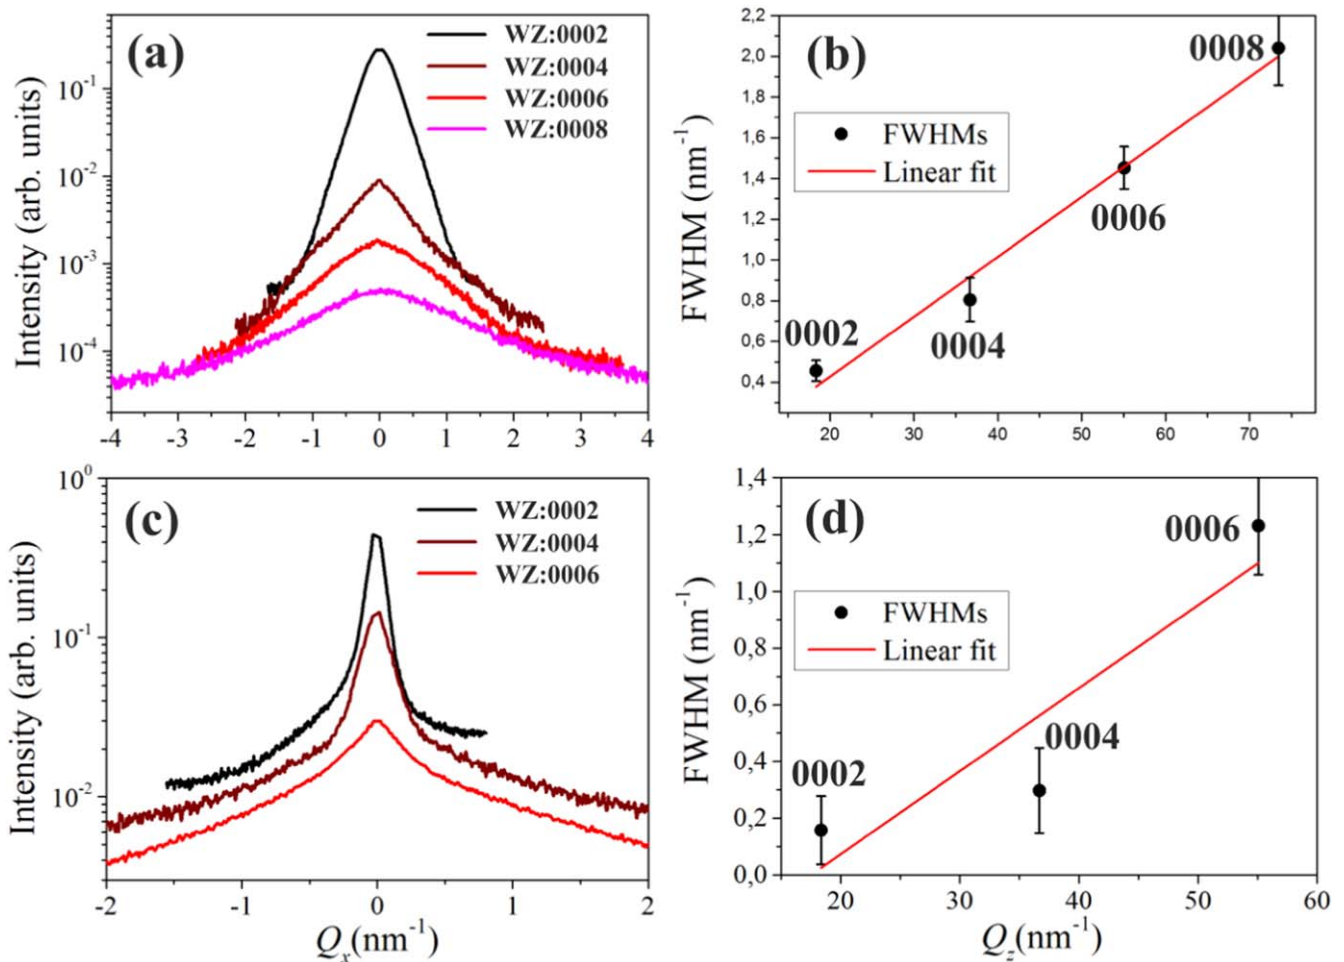 (a)
WZ:0002
WZ:0004
WZ:0006
WZ:0008
Intensity (arb. units)
10⁻¹
10⁻²
10⁻³
10⁻⁴
-4 -3 -2 -1 0 1 2 3 4
(b)
0008
FWHMs
Linear fit
0006
0002
0004
FWHM (nm⁻¹)
2,2
2,0
1,8
1,6
1,4
1,2
1,0
0,8
0,6
0,4
20 30 40 50 60 70
(c)
WZ:0002
WZ:0004
WZ:0006
Intensity (arb. units)
10⁰
10⁻¹
10⁻²
-2 -1 0 1 2
Qₓ(nm⁻¹)
(d)
0006
FWHMs
Linear fit
0004
0002
FWHM (nm⁻¹)
1,4
1,2
1,0
0,8
0,6
0,4
0,2
0,0
20 30 40 50 60
Q_z(nm⁻¹)